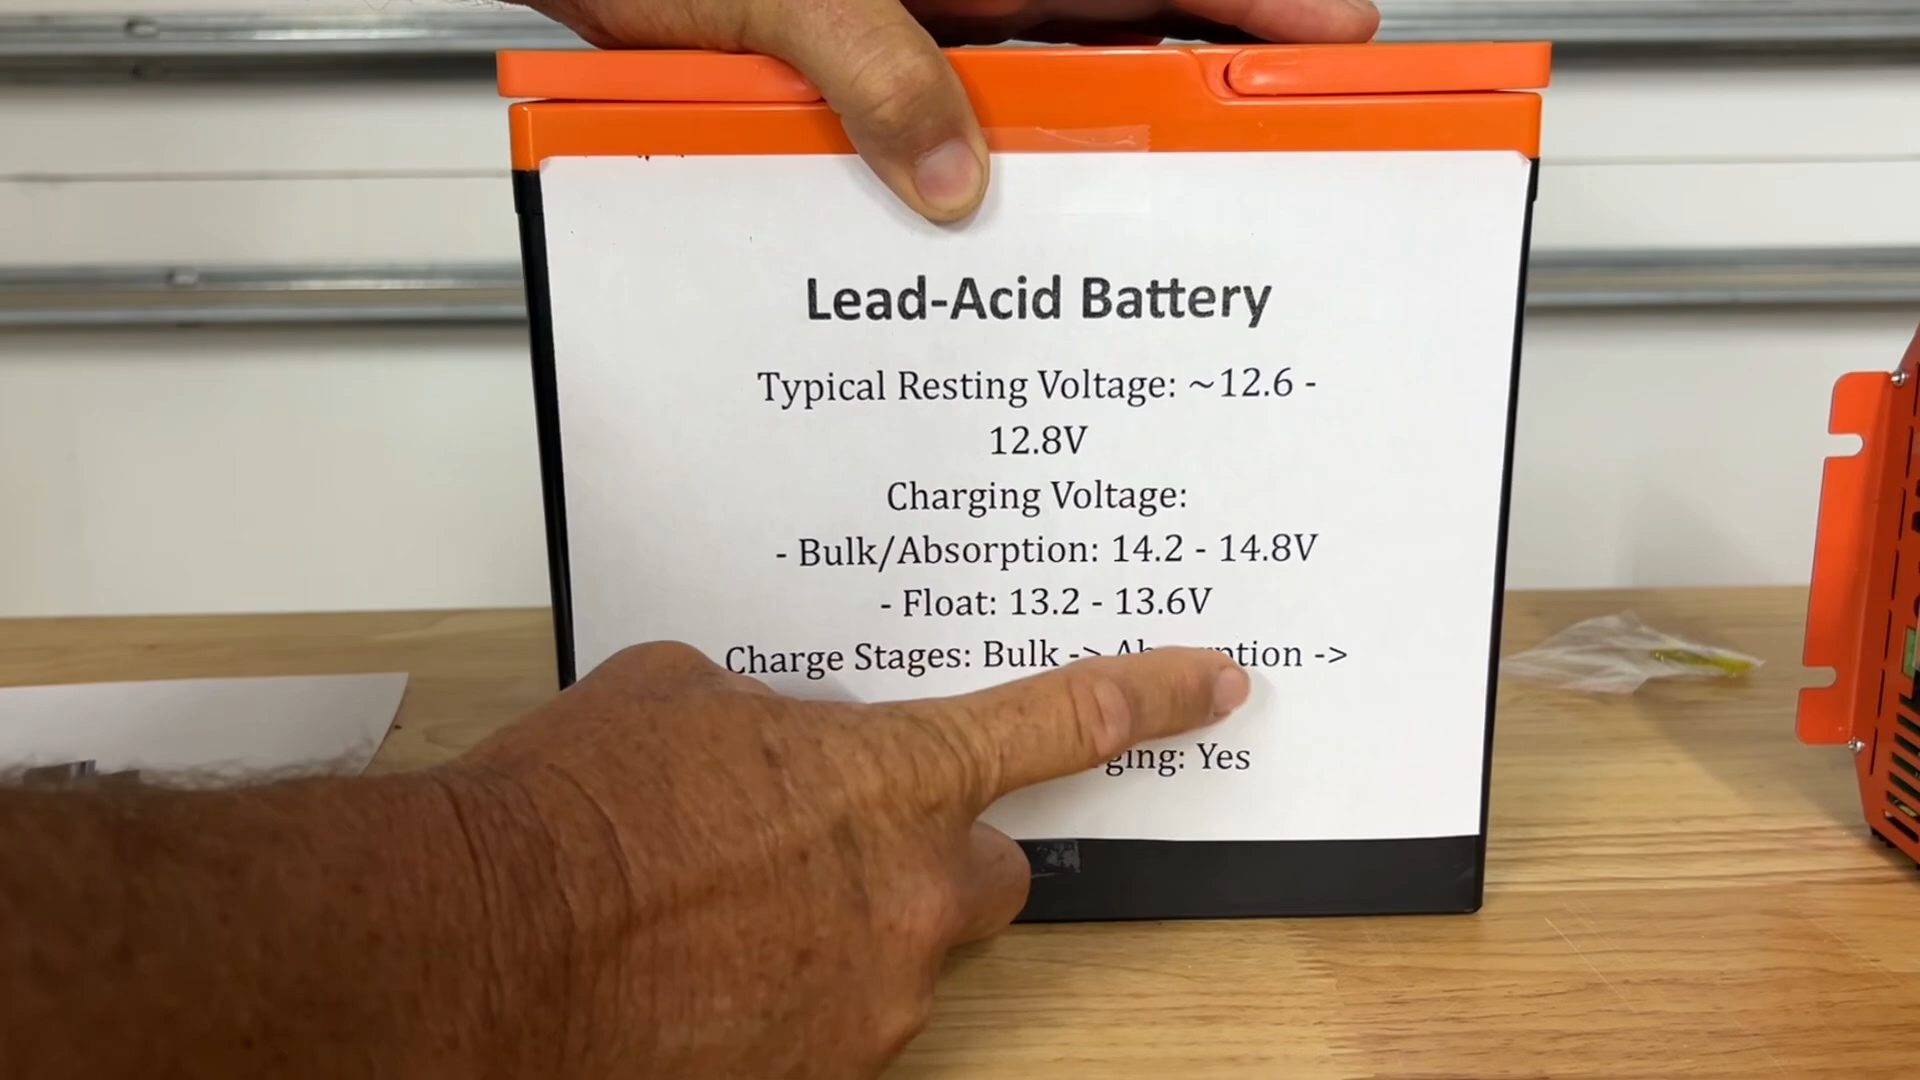 Lead-Acid Battery
Typical Resting Voltage: ~12.6 -
12.8V
Charging Voltage:
- Bulk/Absorption: 14.2 - 14.8V
- Float: 13.2 - 13.6V
Charge Stages: Bulk -> ->
Yes